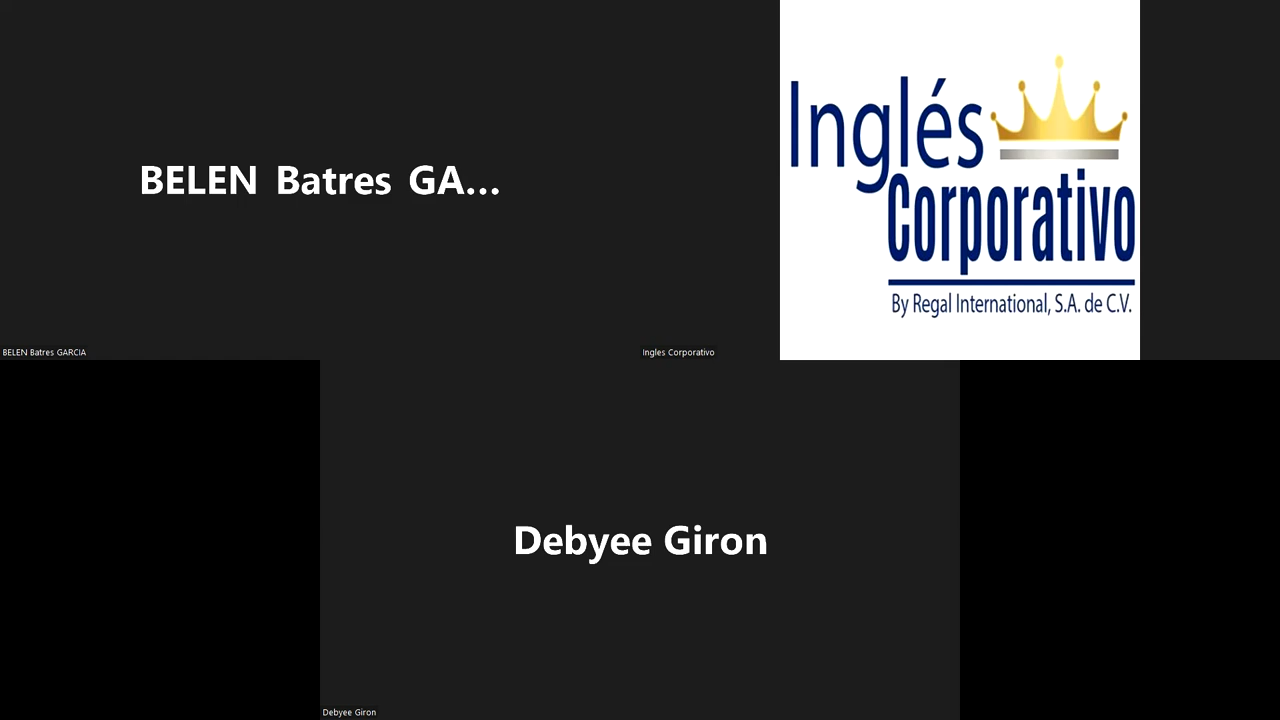 BELEN Batres GA...
BELEN Batres GARCIA
Inglés
Corporativo
By Regal International, S.A. de C.V.
Ingles Corporativo
Debyee Giron
Debyee Giron